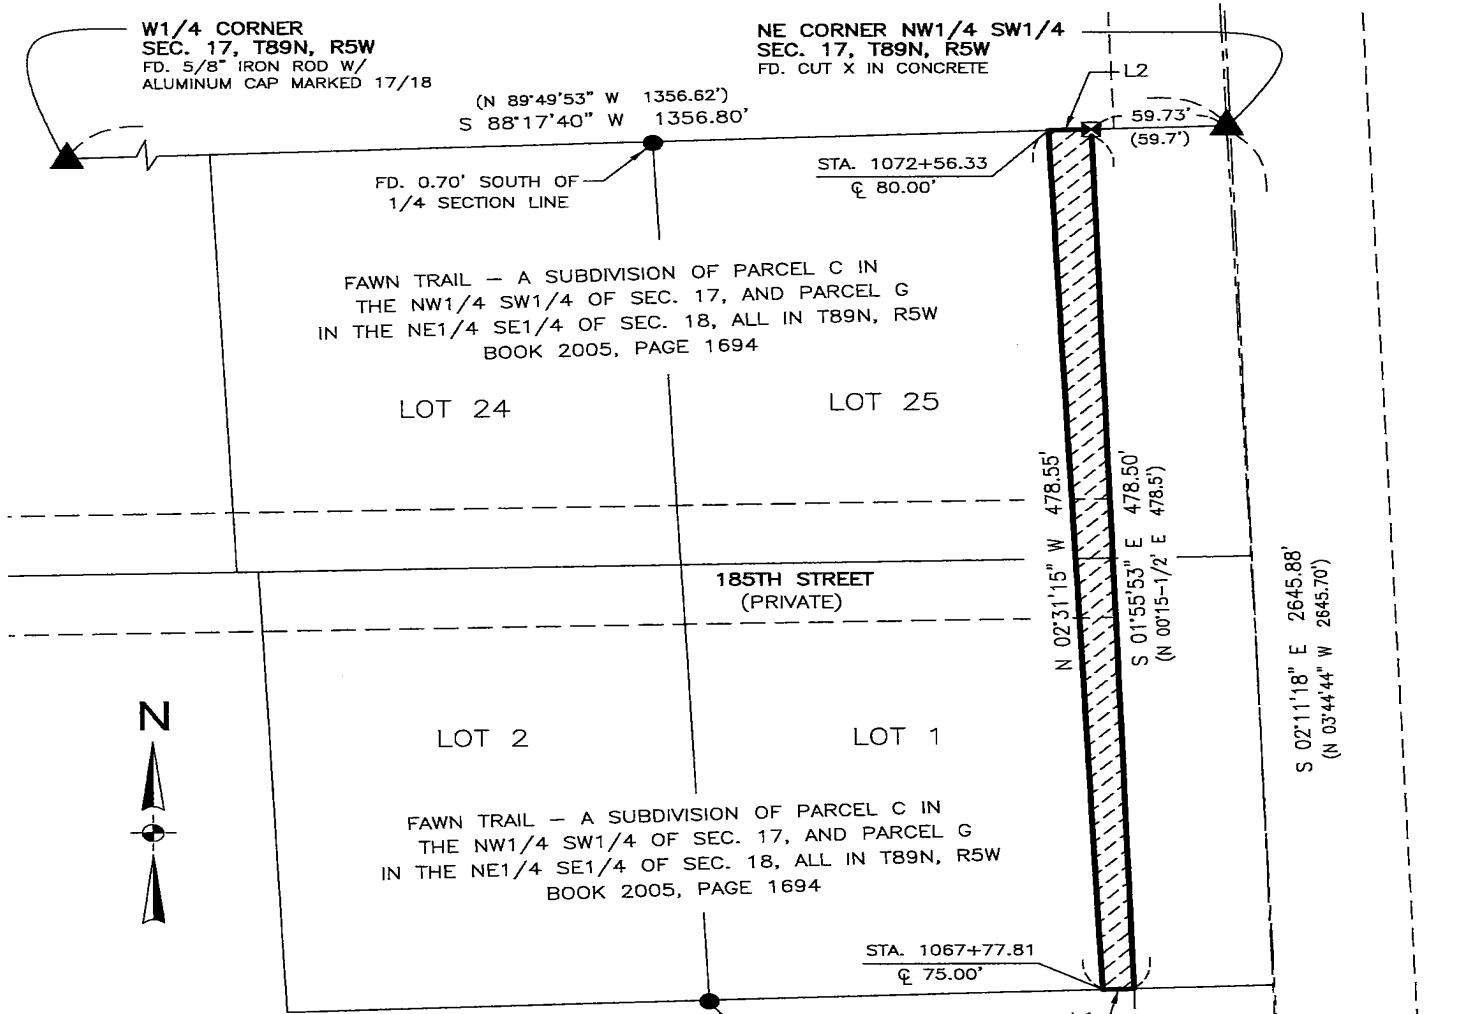 W1/4 CORNER
SEC. 17, T89N, R5W
FD. 5/8" IRON ROD W/
ALUMINUM CAP MARKED 17/18
NE CORNER NW1/4 SW1/4
SEC. 17, T89N, R5W
FD. CUT X IN CONCRETE
L2
(N 89°49'53" W 1356.62')
S 88°17'40" W 1356.80'
59.73'
(59.7')
STA. 1072+56.33
℄ 80.00'
FD. 0.70' SOUTH OF
1/4 SECTION LINE
FAWN TRAIL – A SUBDIVISION OF PARCEL C IN
THE NW1/4 SW1/4 OF SEC. 17, AND PARCEL G
IN THE NE1/4 SE1/4 OF SEC. 18, ALL IN T89N, R5W
BOOK 2005, PAGE 1694
LOT 24
LOT 25
N 02°31'15" W 478.55'
S 01°55'53" E 478.50'
(N 00°15-1/2' E 478.5')
S 02°11'18" E 2645.88'
(N 03°44'44" W 2645.70')
185TH STREET
(PRIVATE)
N
LOT 2
LOT 1
FAWN TRAIL – A SUBDIVISION OF PARCEL C IN
THE NW1/4 SW1/4 OF SEC. 17, AND PARCEL G
IN THE NE1/4 SE1/4 OF SEC. 18, ALL IN T89N, R5W
BOOK 2005, PAGE 1694
STA. 1067+77.81
℄ 75.00'